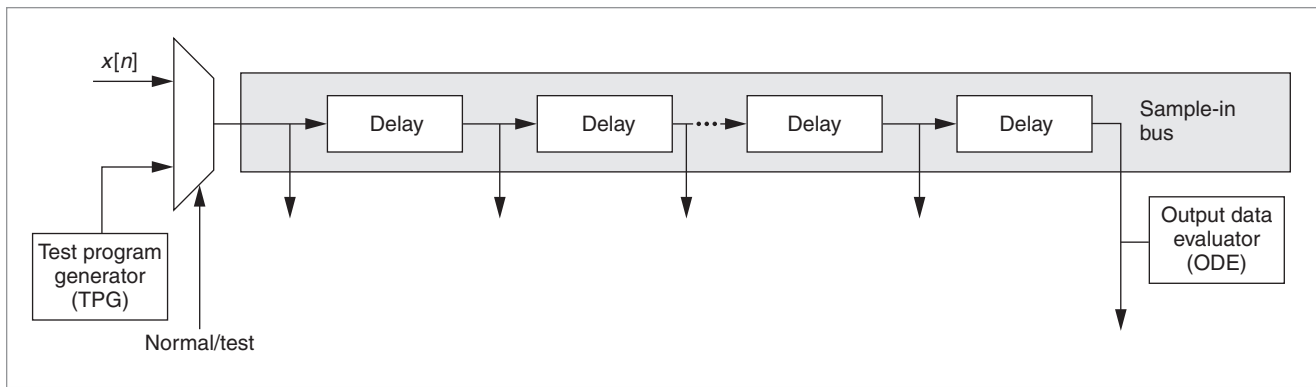 x[n]
Delay
Delay
Delay
Delay
Sample-in
bus
Test program
generator
(TPG)
Output data
evaluator
(ODE)
Normal/test